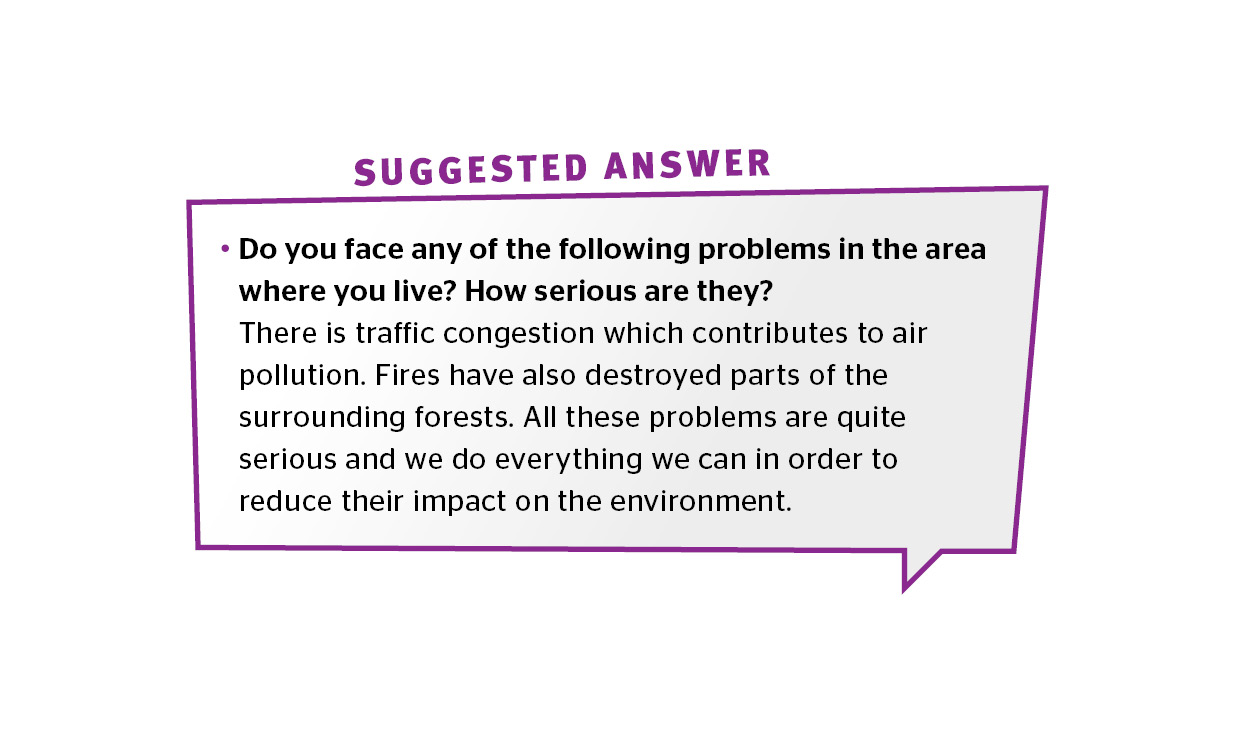 SUGGESTED ANSWER
• Do you face any of the following problems in the area
where you live? How serious are they?
There is traffic congestion which contributes to air
pollution. Fires have also destroyed parts of the
surrounding forests. All these problems are quite
serious and we do everything we can in order to
reduce their impact on the environment.